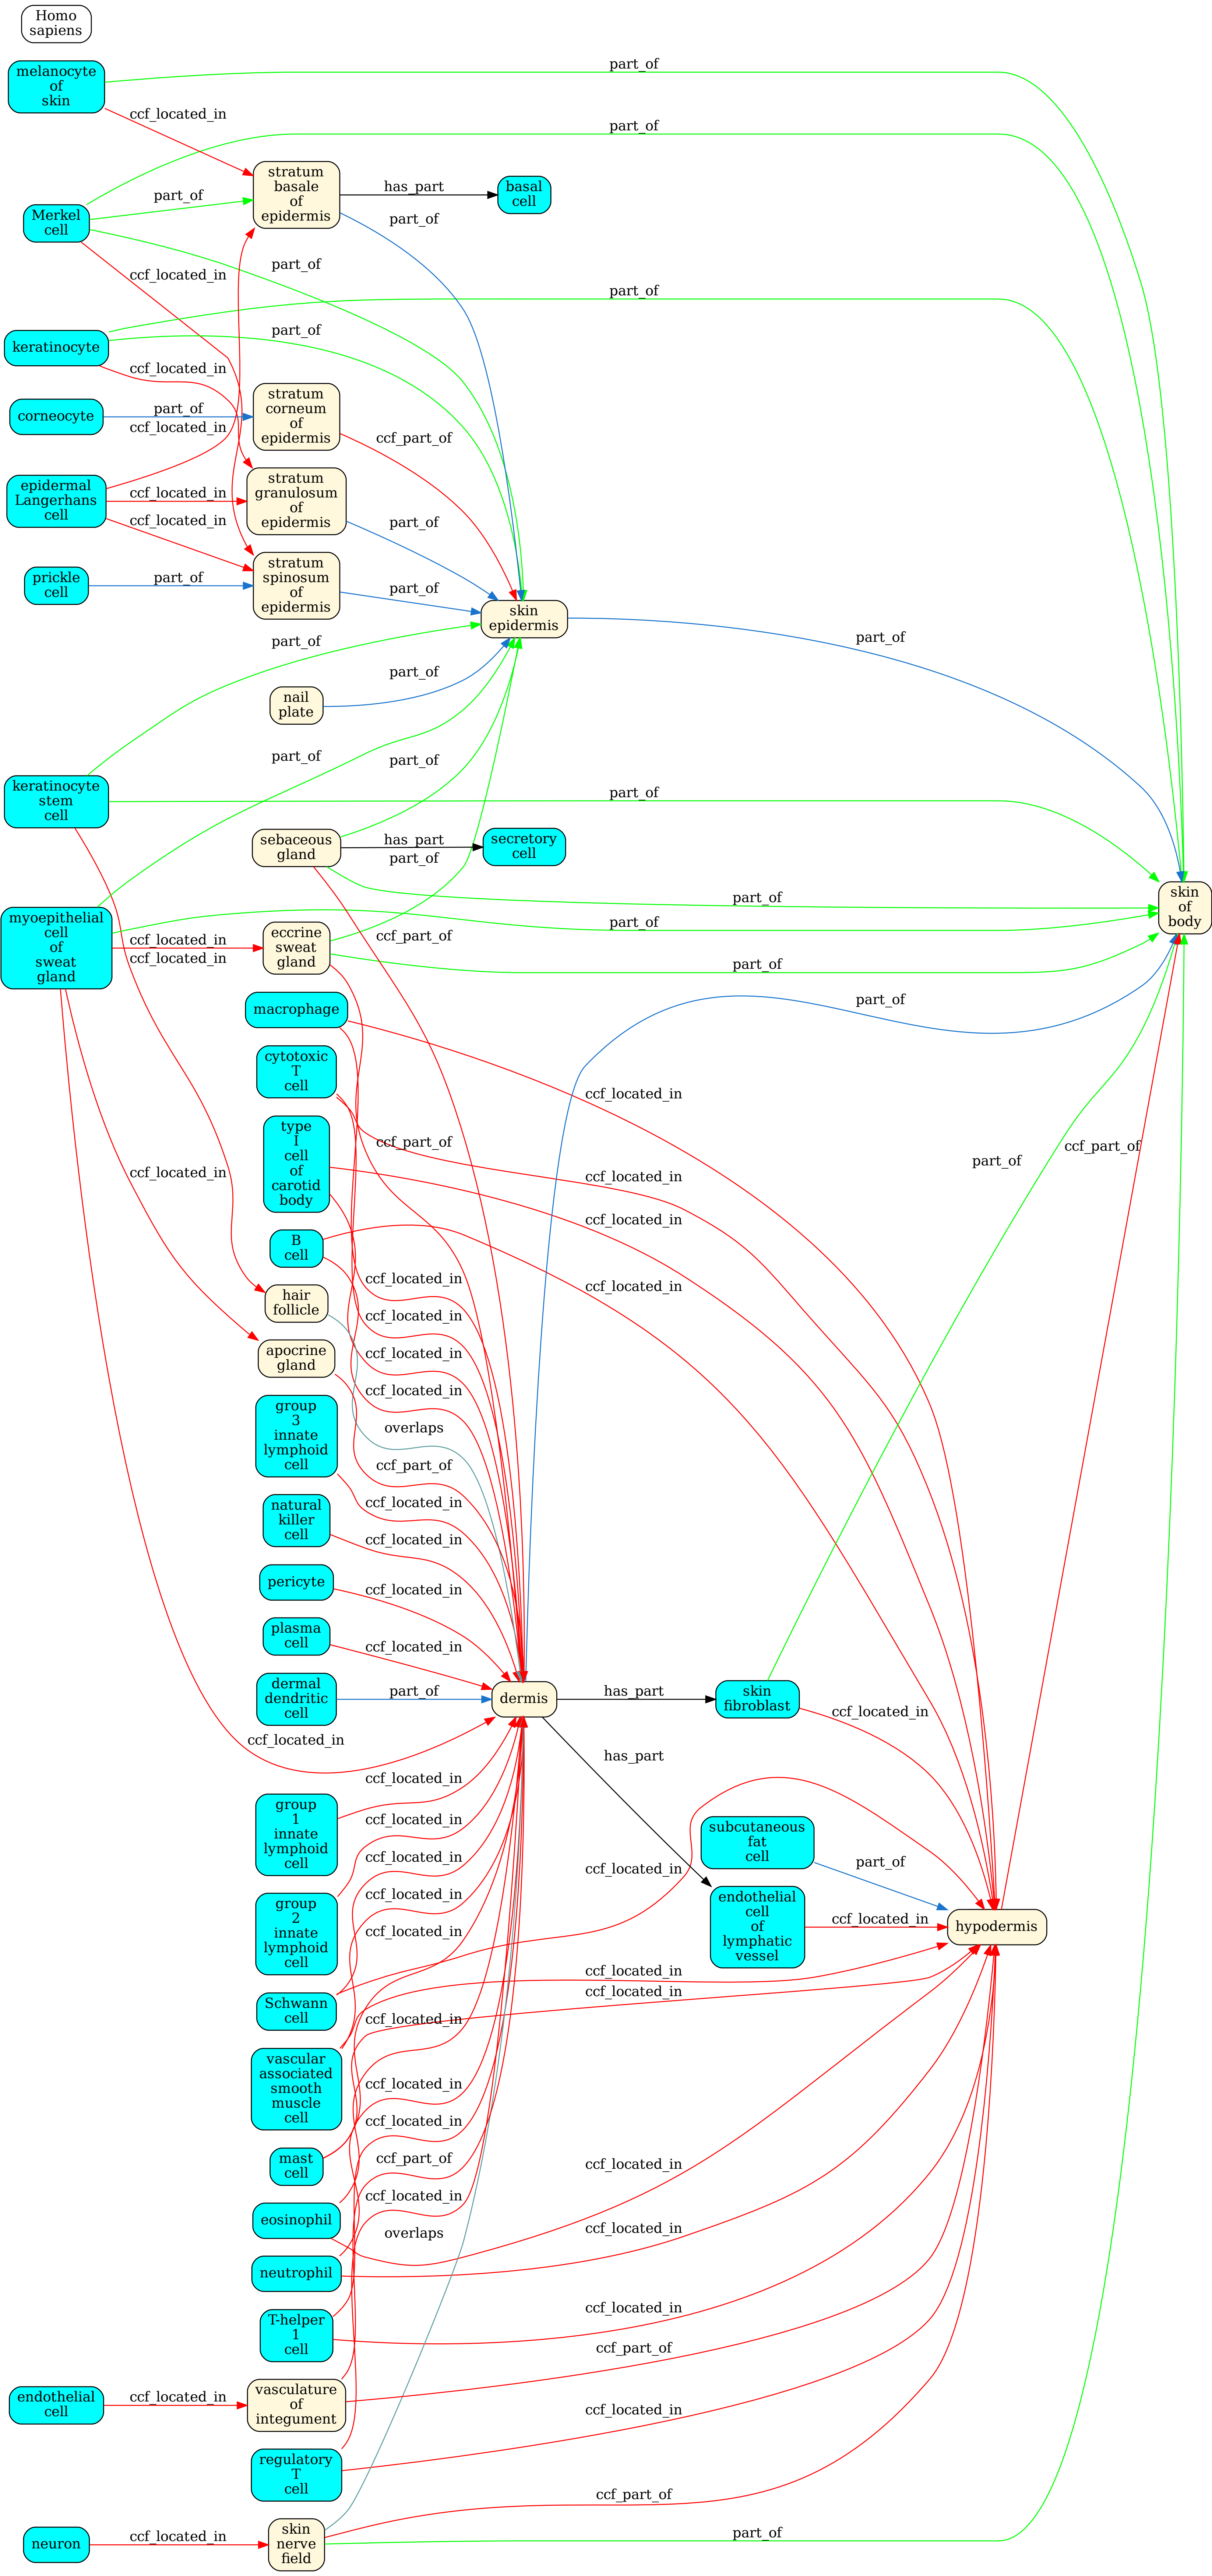 Homo
sapiens
melanocyte
of
skin
part_of
ccf_located_in
part_of
stratum
basale
of
epidermis
has_part
basal
cell
part_of
Merkel
cell
part_of
part_of
ccf_located_in
part_of
keratinocyte
part_of
ccf_located_in
stratum
corneum
of
epidermis
corneocyte
part_of
ccf_located_in
ccf_part_of
epidermal
Langerhans
cell
ccf_located_in
ccf_located_in
stratum
granulosum
of
epidermis
part_of
prickle
cell
part_of
stratum
spinosum
of
epidermis
part_of
skin
epidermis
part_of
part_of
nail
plate
part_of
part_of
part_of
keratinocyte
stem
cell
part_of
sebaceous
gland
has_part
part_of
secretory
cell
part_of
skin
of
body
myoepithelial
cell
of
sweat
gland
ccf_located_in
ccf_located_in
eccrine
sweat
gland
ccf_part_of
part_of
part_of
macrophage
part_of
cytotoxic
T
cell
ccf_located_in
type
I
cell
of
carotid
body
ccf_part_of
ccf_located_in
ccf_part_of
part_of
ccf_located_in
ccf_located_in
B
cell
ccf_located_in
ccf_located_in
hair
follicle
ccf_located_in
apocrine
gland
ccf_located_in
ccf_located_in
group
3
innate
lymphoid
cell
overlaps
ccf_part_of
natural
killer
cell
ccf_located_in
ccf_located_in
pericyte
ccf_located_in
plasma
cell
ccf_located_in
dermal
dendritic
cell
part_of
dermis
has_part
skin
fibroblast
ccf_located_in
ccf_located_in
has_part
group
1
innate
lymphoid
cell
ccf_located_in
ccf_located_in
subcutaneous
fat
cell
part_of
group
2
innate
lymphoid
cell
ccf_located_in
ccf_located_in
ccf_located_in
ccf_located_in
endothelial
cell
of
lymphatic
vessel
ccf_located_in
hypodermis
Schwann
cell
ccf_located_in
ccf_located_in
ccf_located_in
vascular
associated
smooth
muscle
cell
ccf_located_in
mast
cell
ccf_located_in
ccf_part_of
ccf_located_in
eosinophil
ccf_located_in
overlaps
ccf_located_in
neutrophil
T-helper
1
cell
ccf_located_in
ccf_part_of
endothelial
cell
ccf_located_in
vasculature
of
integument
ccf_located_in
regulatory
T
cell
ccf_part_of
neuron
ccf_located_in
skin
nerve
field
part_of